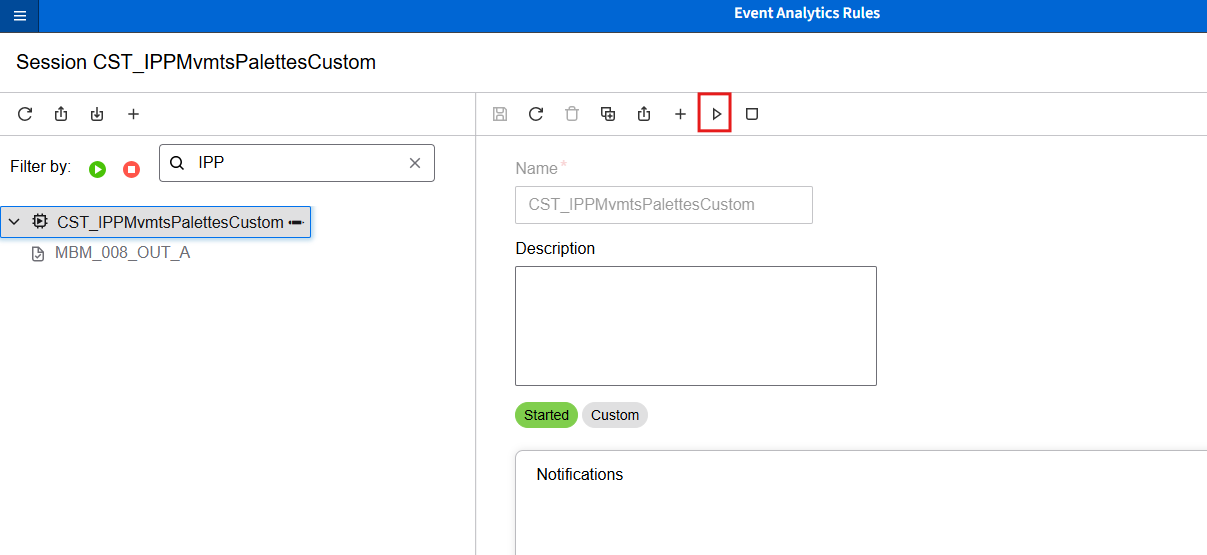 Event Analytics Rules
Session CST_IPPMvmtsPalettesCustom
Filter by:
IPP
CST_IPPMvmtsPalettesCustom
MBM_008_OUT_A
Name*
CST_IPPMvmtsPalettesCustom
Description
Started Custom
Notifications